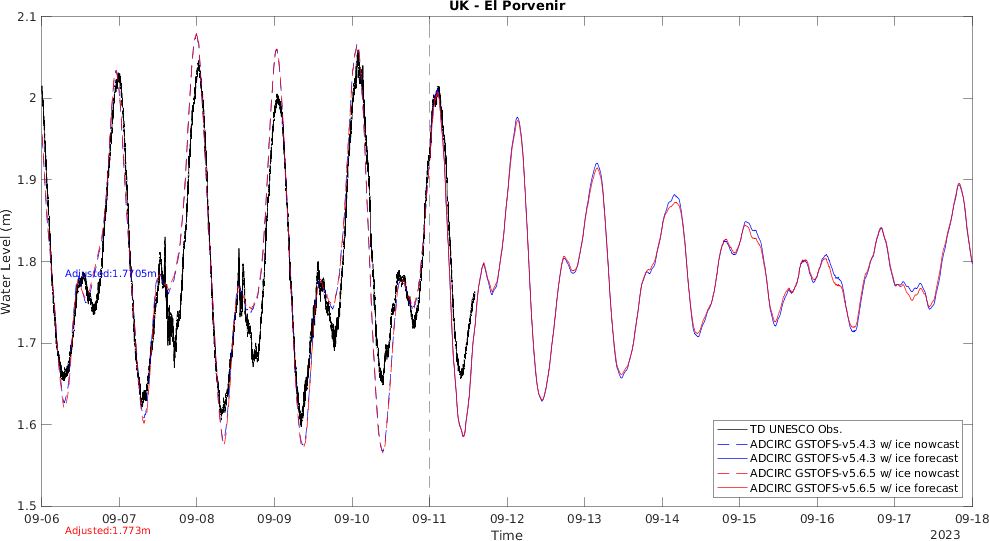 UK - El Porvenir
2.1
2
1.9
1.8
1.7
1.6
1.5
Water Level (m)
Adjusted:1.7705m
Adjusted:1.773m
TD UNESCO Obs.
ADCIRC GSTOFS-v5.4.3 w/ ice nowcast
ADCIRC GSTOFS-v5.4.3 w/ ice forecast
ADCIRC GSTOFS-v5.6.5 w/ ice nowcast
ADCIRC GSTOFS-v5.6.5 w/ ice forecast
09-06 09-07 09-08 09-09 09-10 09-11 09-12 09-13 09-14 09-15 09-16 09-17 09-18
Time
2023